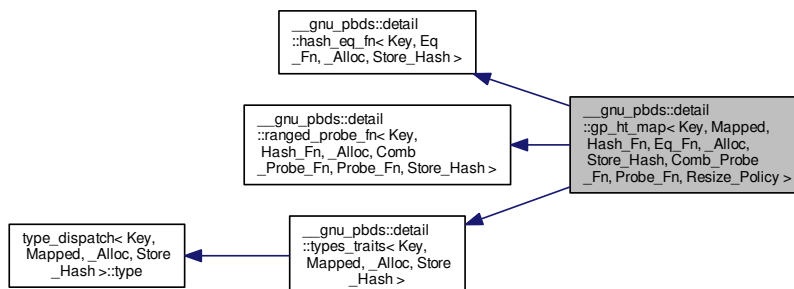 __gnu_pbds::detail
::hash_eq_fn< Key, Eq
_Fn, _Alloc, Store_Hash >
__gnu_pbds::detail
::ranged_probe_fn< Key,
Hash_Fn, _Alloc, Comb
_Probe_Fn, Probe_Fn, Store_Hash >
__gnu_pbds::detail
::gp_ht_map< Key, Mapped,
Hash_Fn, Eq_Fn, _Alloc,
Store_Hash, Comb_Probe
_Fn, Probe_Fn, Resize_Policy >
type_dispatch< Key,
Mapped, _Alloc, Store
_Hash >::type
__gnu_pbds::detail
::types_traits< Key,
Mapped, _Alloc, Store
_Hash >